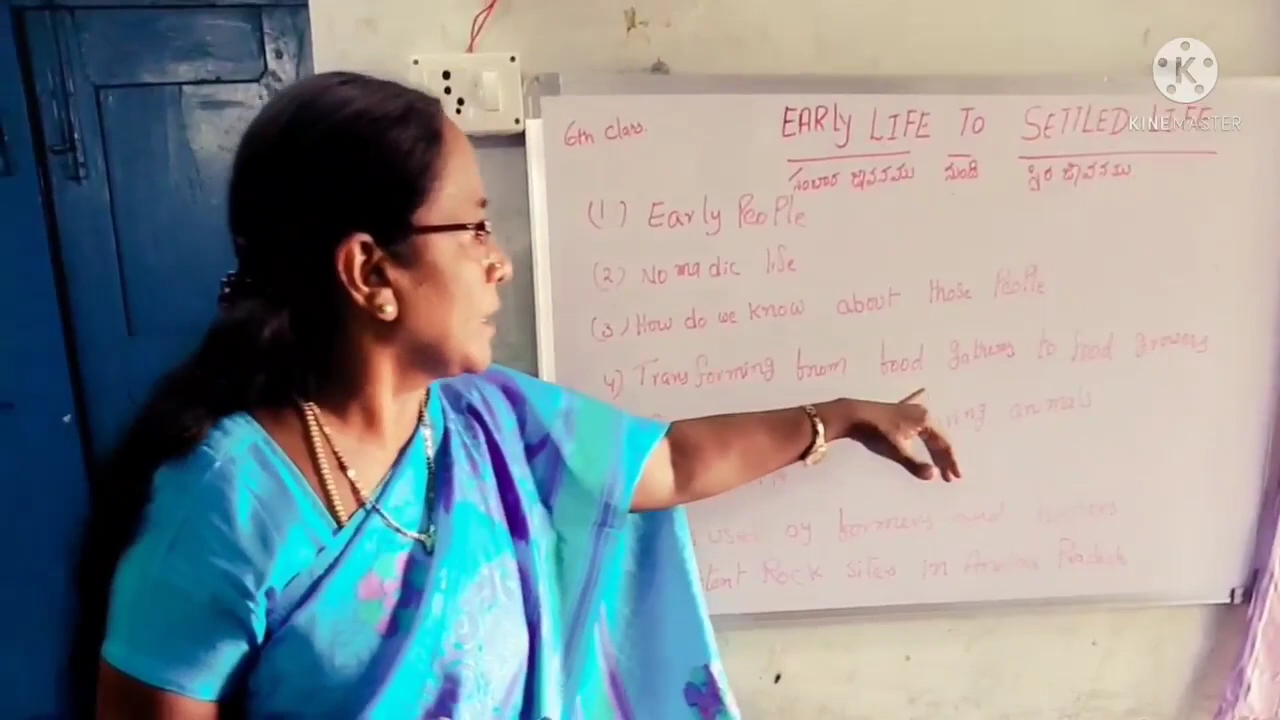 KINEMASTER
6th Class.
EARly LIFE To SETTLED LIFE
సంచార జీవనము నుండి స్థిర జీవనము
(1) Early PeoPle
(2) Nomadic life
(3) How do we know about those PeoPle
4) Transforming from food gatherers to food growers
animals
used by farmers and
Rock Sites in Andhra Pradesh